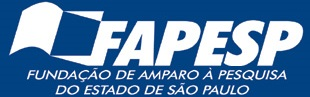 FAPESP
FUNDAÇÃO DE AMPARO À PESQUISA
DO ESTADO DE SÃO PAULO